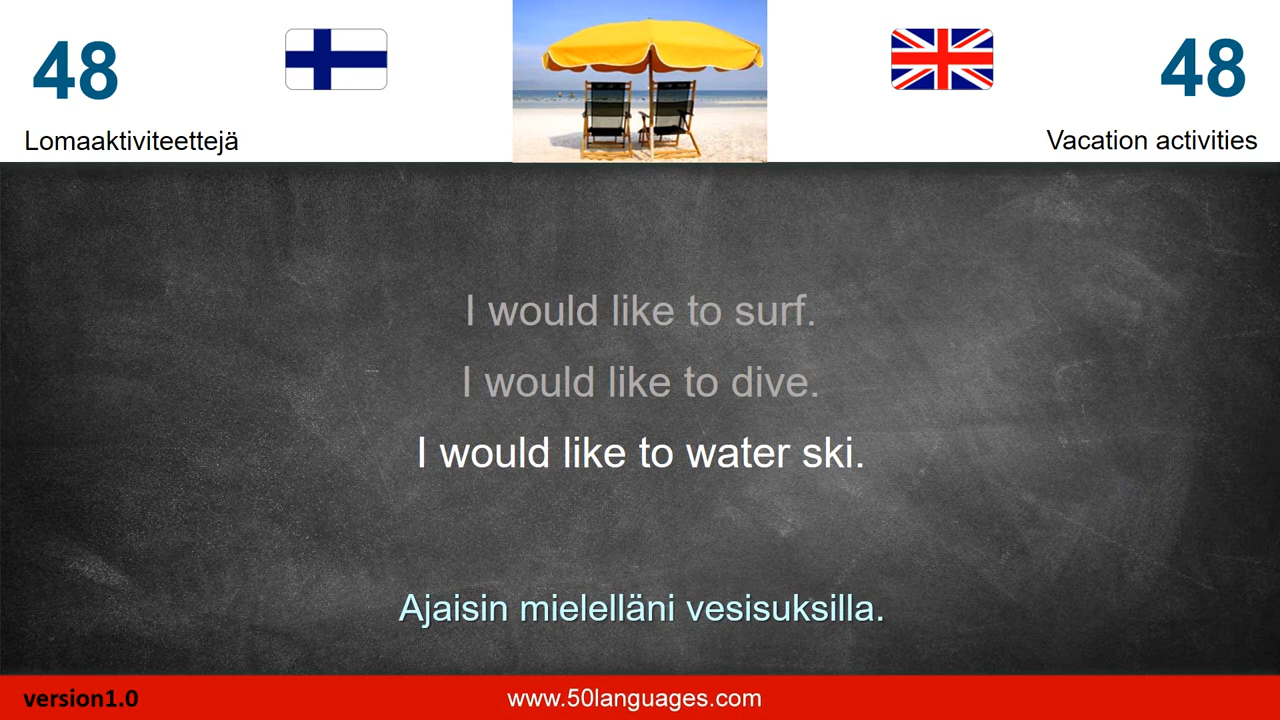 48
48
Lomaaktiviteettejä
Vacation activities
I would like to surf.
I would like to dive.
I would like to water ski.
Ajaisin mielelläni vesisuksilla.
version1.0
www.50languages.com